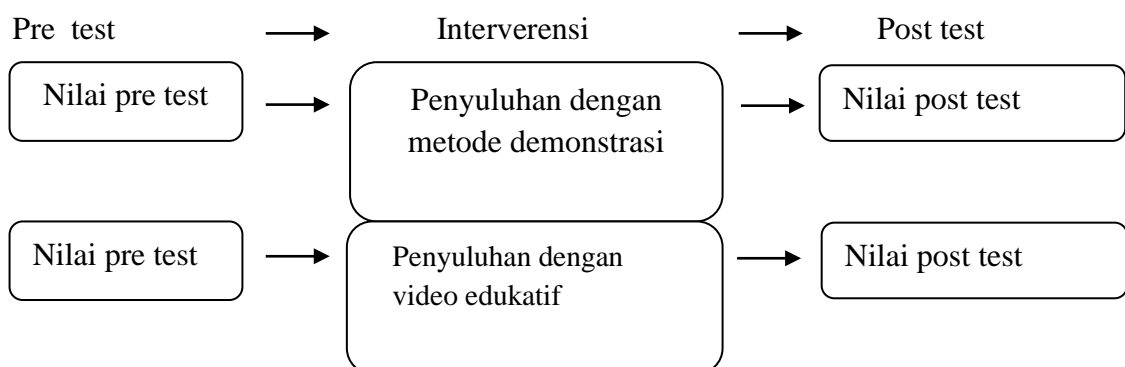 Pre test Interverensi Post test
Nilai pre test
Penyuluhan dengan
metode demonstrasi
Nilai post test
Nilai pre test
Penyuluhan dengan
video edukatif
Nilai post test